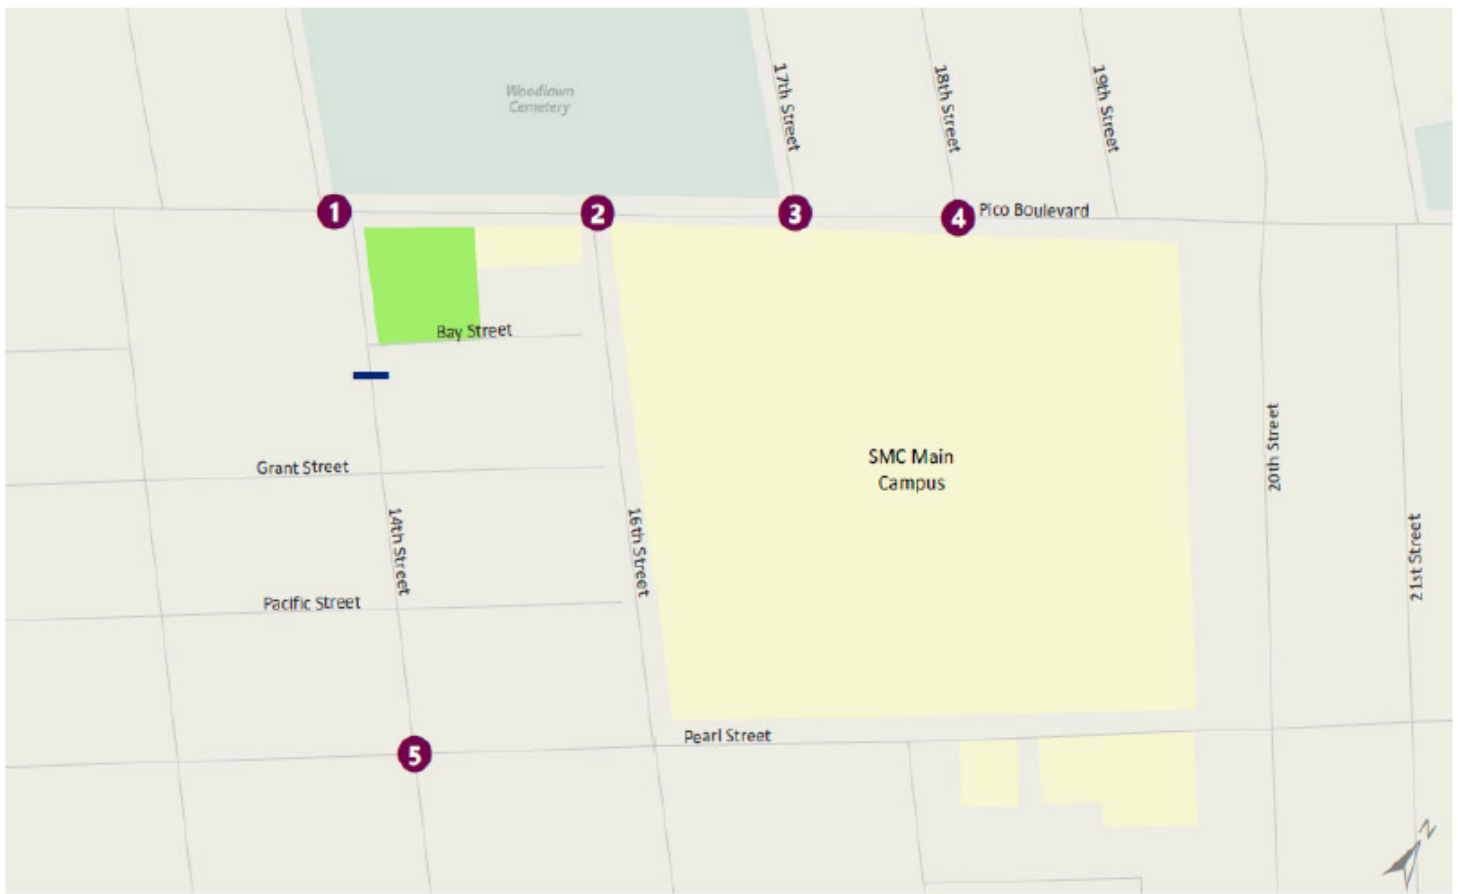 Woodlawn
Cemetery
17th Street
18th Street
19th Street
1
2
3
4
Pico Boulevard
Bay Street
SMC Main
Campus
20th Street
Grant Street
14th Street
16th Street
21st Street
Pacific Street
Pearl Street
5
N